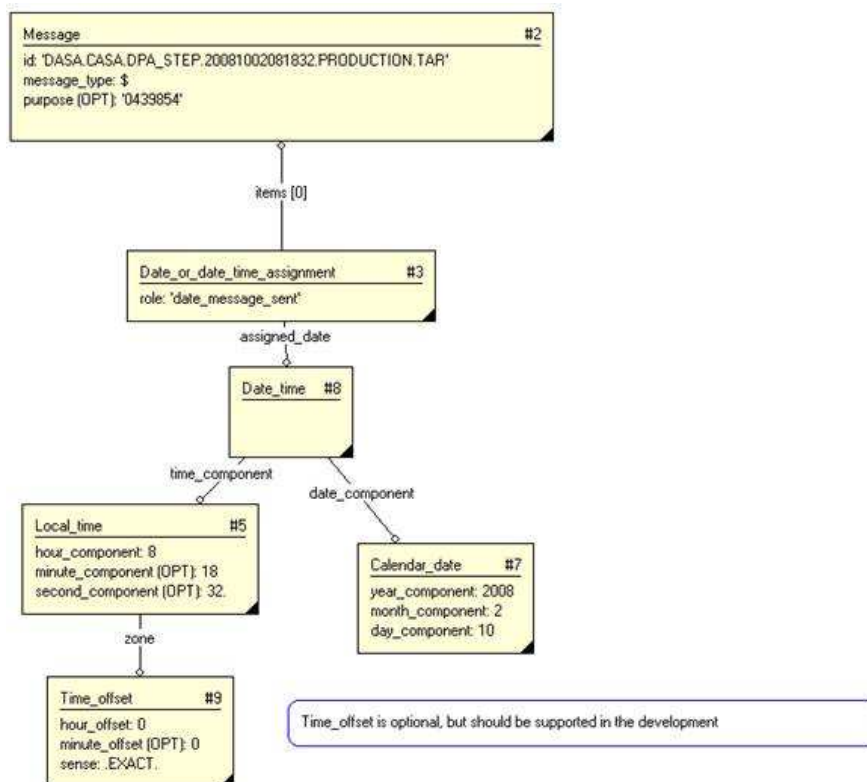 Message #2
id: 'DASA.CASA.DPA_STEP.20081002081832.PRODUCTION.TAR'
message_type: $
purpose (OPT): '0439854'
items [0]
Date_or_date_time_assignment #3
role: 'date_message_sent'
assigned_date
Date_time #8
time_component
date_component
Local_time #5
hour_component: 8
minute_component (OPT): 18
second_component (OPT): 32.
Calendar_date #7
year_component: 2008
month_component: 2
day_component: 10
zone
Time_offset #9
hour_offset: 0
minute_offset (OPT): 0
sense: .EXACT.
Time_offset is optional, but should be supported in the development